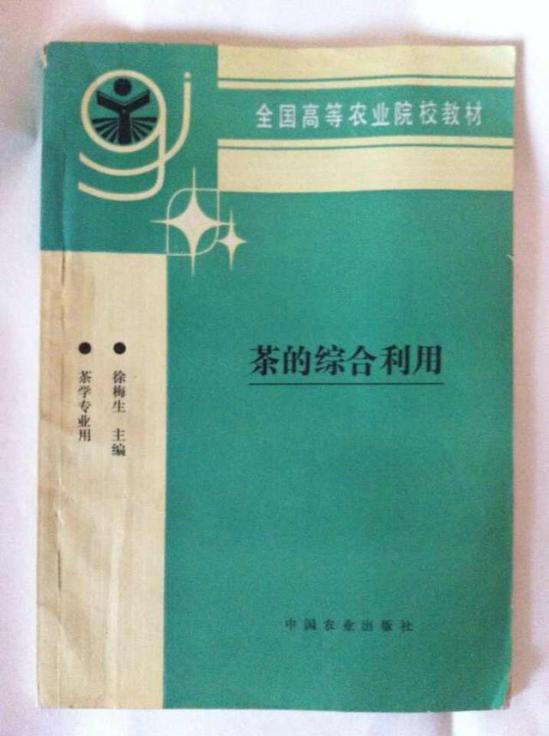 全国高等农业院校教材
茶的综合利用
● 徐梅生 主编
● 茶学专业用
中国农业出版社